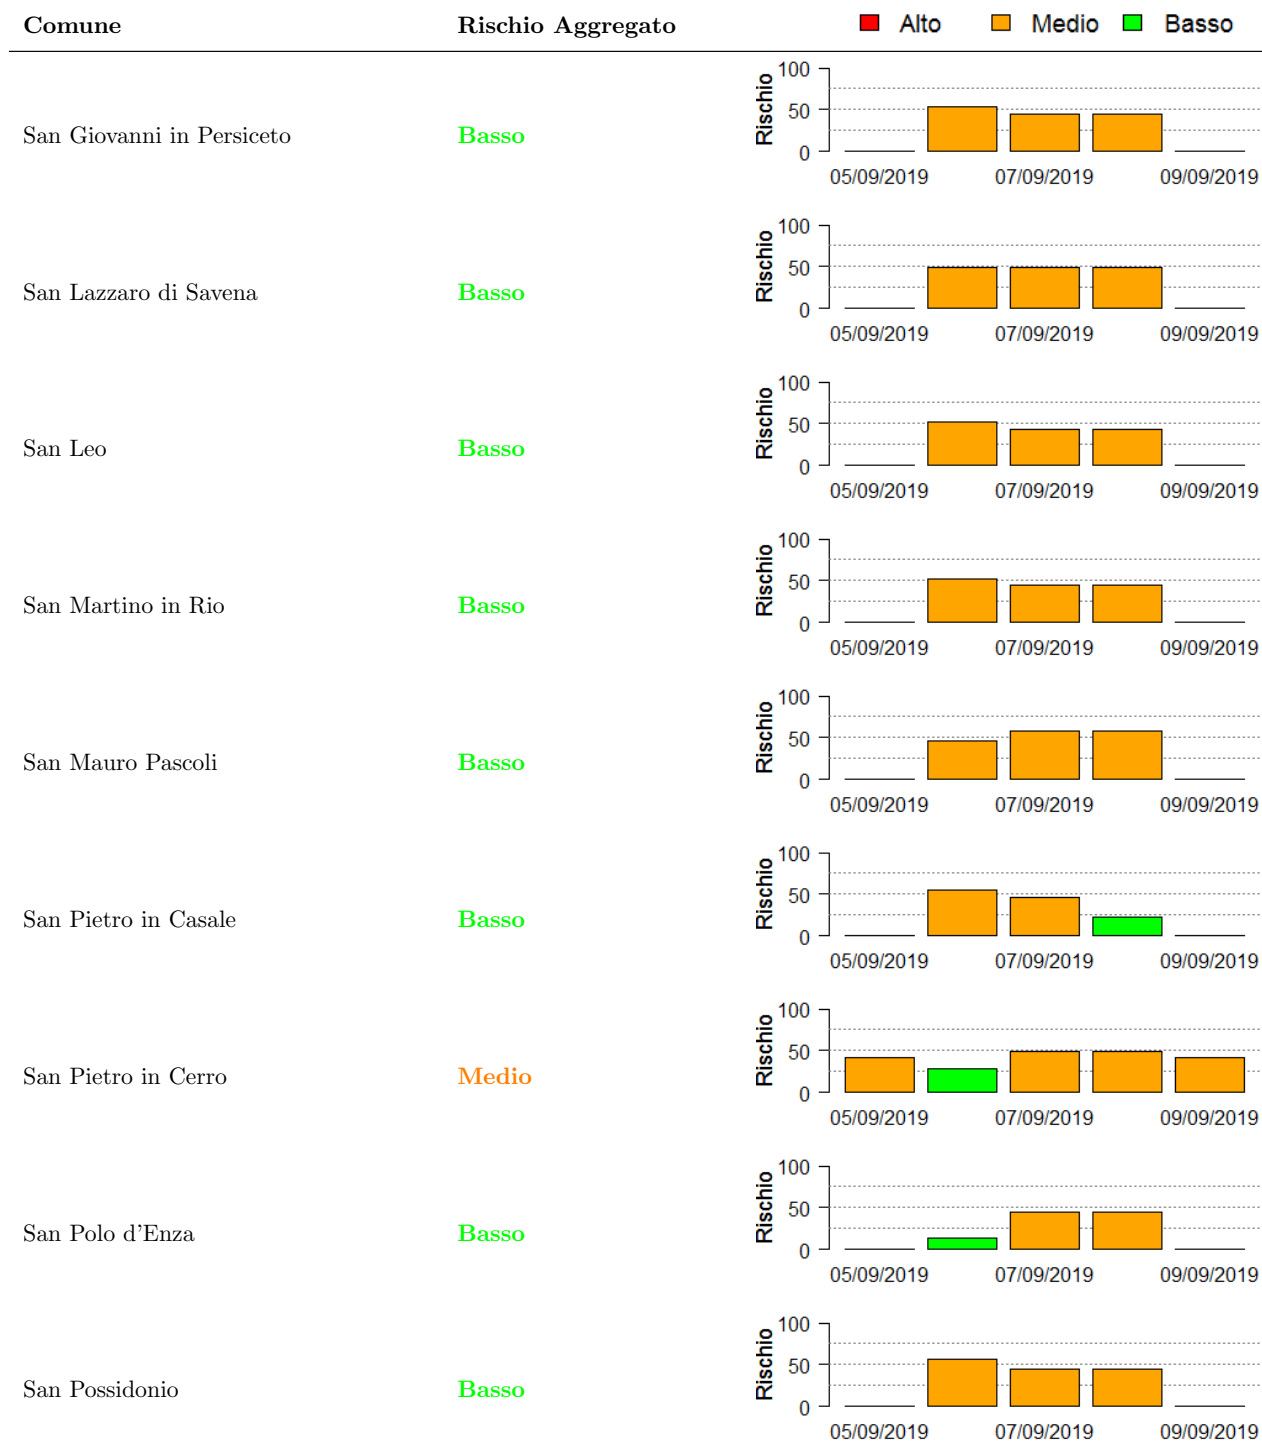 Comune Rischio Aggregato Alto Medio Basso
San Giovanni in Persiceto Basso
Rischio
100
50
0
05/09/2019 07/09/2019 09/09/2019
San Lazzaro di Savena Basso
Rischio
100
50
0
05/09/2019 07/09/2019 09/09/2019
San Leo Basso
Rischio
100
50
0
05/09/2019 07/09/2019 09/09/2019
San Martino in Rio Basso
Rischio
100
50
0
05/09/2019 07/09/2019 09/09/2019
San Mauro Pascoli Basso
Rischio
100
50
0
05/09/2019 07/09/2019 09/09/2019
San Pietro in Casale Basso
Rischio
100
50
0
05/09/2019 07/09/2019 09/09/2019
San Pietro in Cerro Medio
Rischio
100
50
0
05/09/2019 07/09/2019 09/09/2019
San Polo d'Enza Basso
Rischio
100
50
0
05/09/2019 07/09/2019 09/09/2019
San Possidonio Basso
Rischio
100
50
0
05/09/2019 07/09/2019 09/09/2019